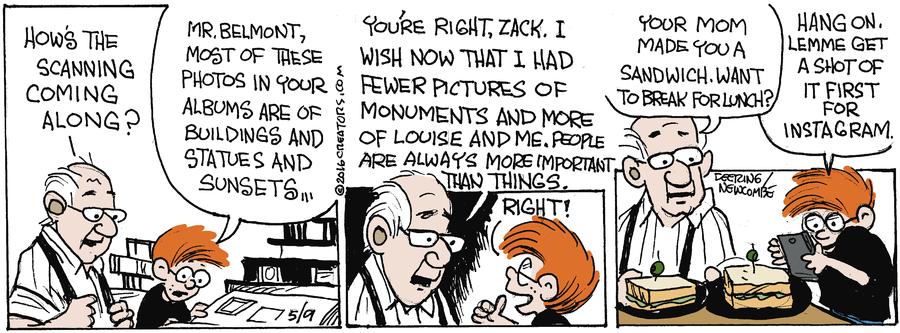 HOW'S THE
SCANNING
COMING
ALONG?
MR. BELMONT,
MOST OF THESE
PHOTOS IN YOUR
ALBUMS ARE OF
BUILDINGS AND
STATUES AND
SUNSETS...
5/9
©2016 CREATORS.COM
YOU'RE RIGHT, ZACK. I
WISH NOW THAT I HAD
FEWER PICTURES OF
MONUMENTS AND MORE
OF LOUISE AND ME. PEOPLE
ARE ALWAYS MORE IMPORTANT
THAN THINGS.
RIGHT!
YOUR MOM
MADE YOU A
SANDWICH. WANT
TO BREAK FOR LUNCH?
HANG ON.
LEMME GET
A SHOT OF
IT FIRST
FOR
INSTAGRAM.
DEERING/
NEWCOMBE